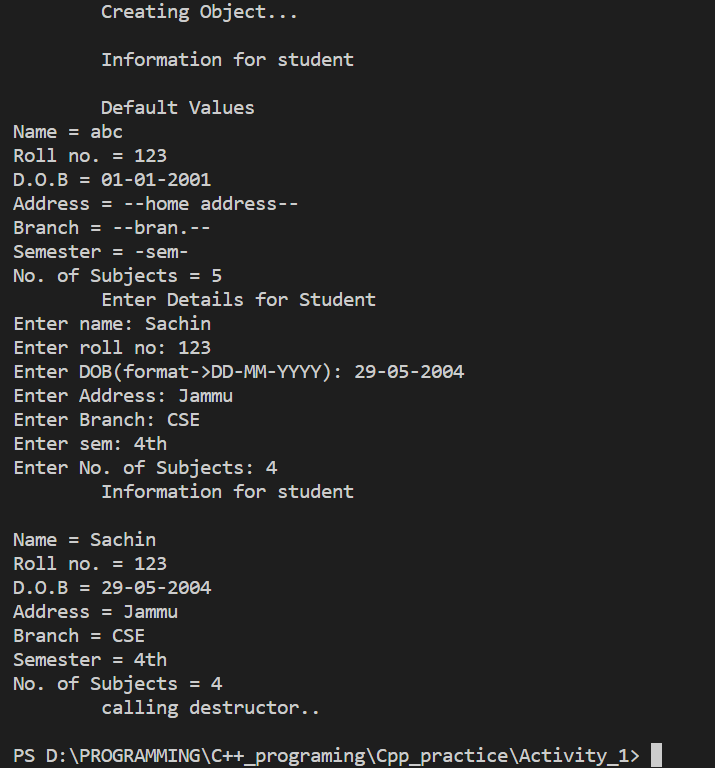 Creating Object...
Information for student
Default Values
Name = abc
Roll no. = 123
D.O.B = 01-01-2001
Address = --home address--
Branch = --bran.--
Semester = -sem-
No. of Subjects = 5
Enter Details for Student
Enter name: Sachin
Enter roll no: 123
Enter DOB(format->DD-MM-YYYY): 29-05-2004
Enter Address: Jammu
Enter Branch: CSE
Enter sem: 4th
Enter No. of Subjects: 4
Information for student
Name = Sachin
Roll no. = 123
D.O.B = 29-05-2004
Address = Jammu
Branch = CSE
Semester = 4th
No. of Subjects = 4
calling destructor..
PS D:\PROGRAMMING\C++_programing\Cpp_practice\Activity_1>